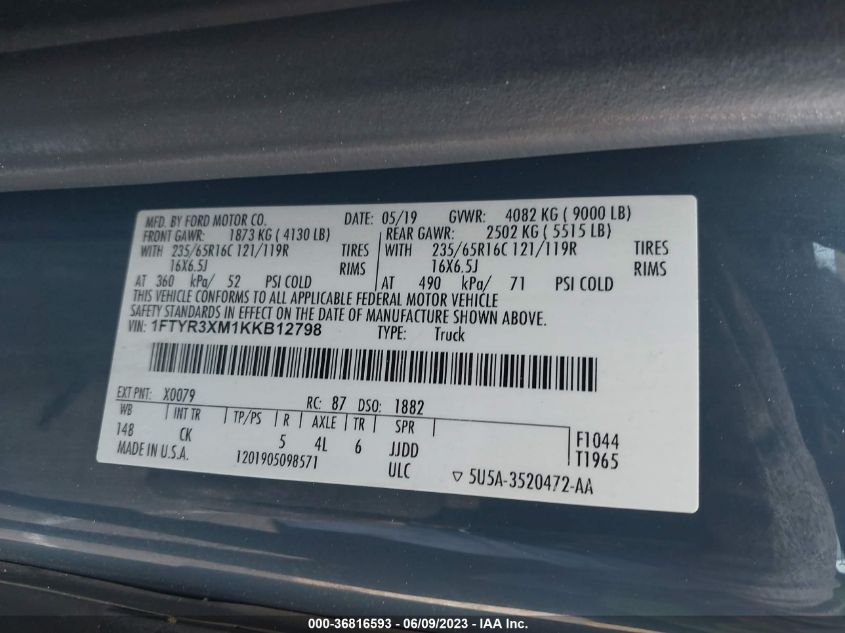 MFD. BY FORD MOTOR CO. DATE: 05/19 GVWR: 4082 KG ( 9000 LB)
FRONT GAWR: 1873 KG ( 4130 LB) REAR GAWR: 2502 KG ( 5515 LB)
WITH 235/65R16C 121/119R TIRES WITH 235/65R16C 121/119R TIRES
16X6.5J RIMS 16X6.5J RIMS
AT 360 kPa/ 52 PSI COLD AT 490 kPa/ 71 PSI COLD
THIS VEHICLE CONFORMS TO ALL APPLICABLE FEDERAL MOTOR VEHICLE
SAFETY STANDARDS IN EFFECT ON THE DATE OF MANUFACTURE SHOWN ABOVE.
VIN: 1FTYR3XM1KKB12798 TYPE: Truck
EXT PNT: X0079 RC: 87 DSO: 1882
WB INT TR TP/PS R AXLE TR SPR F1044
148 CK 5 4L 6 JJDD T1965
MADE IN U.S.A. 1201905098571 ULC ▽ 5U5A-3520472-AA
000-36816593 - 06/09/2023 - IAA Inc.